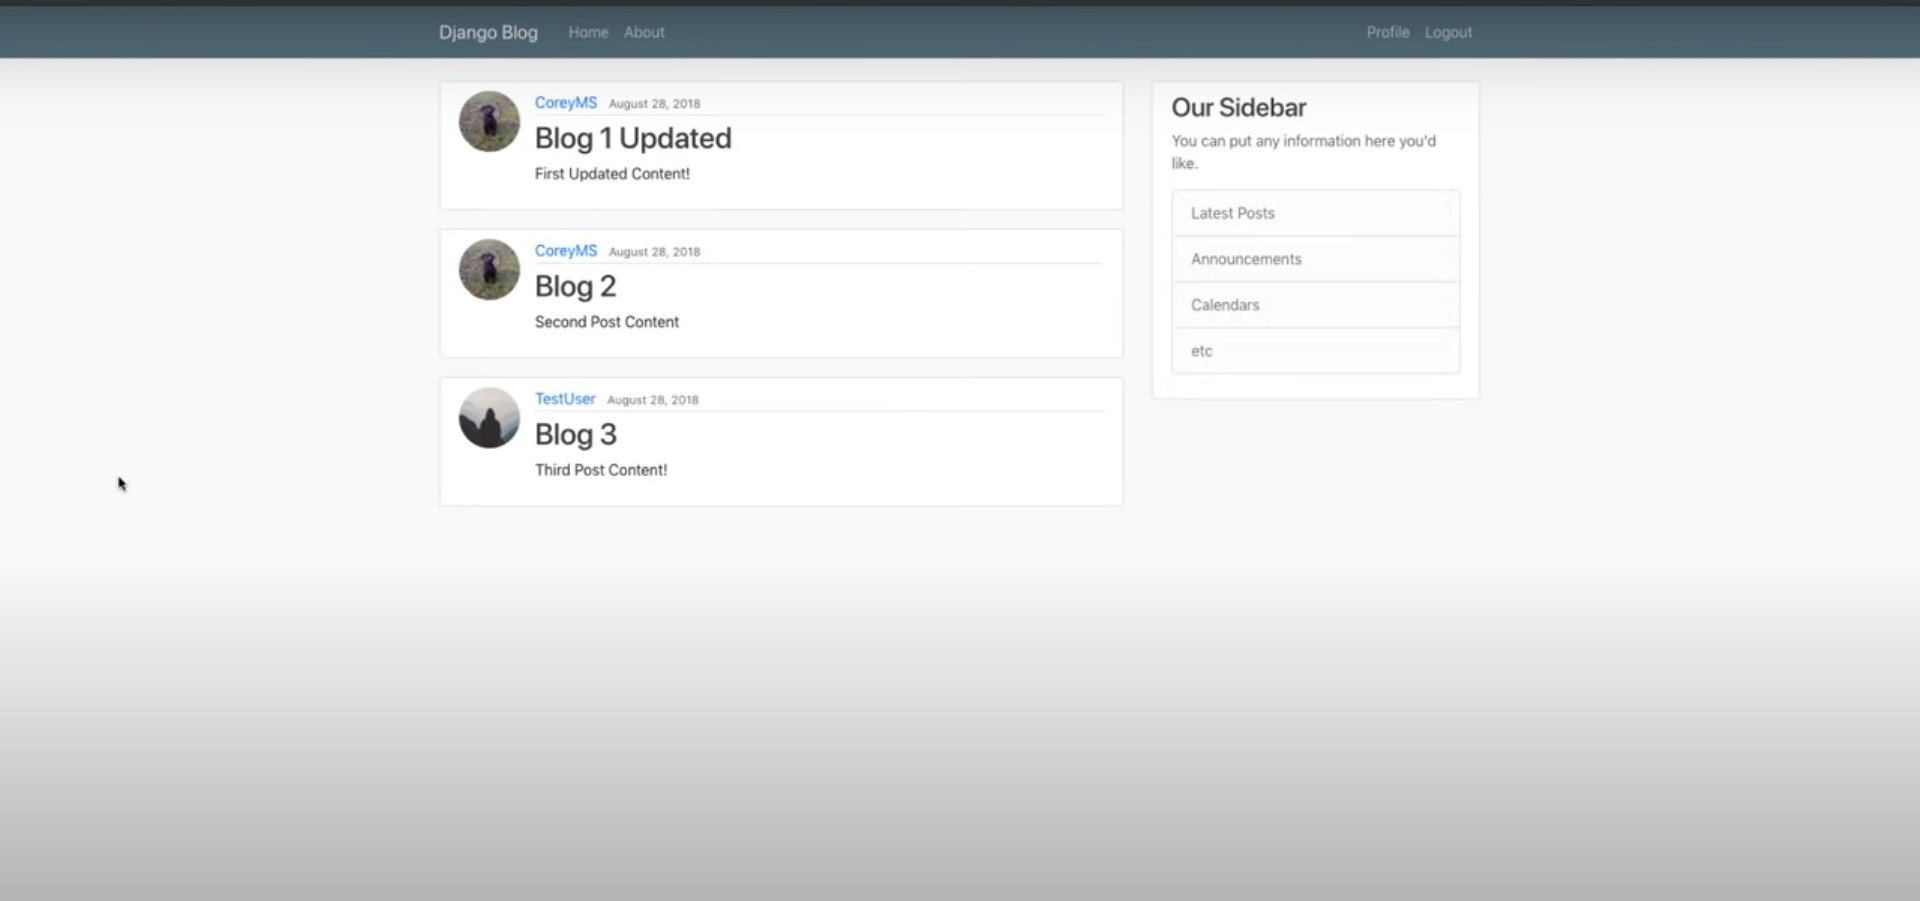 Django Blog Home About Profile Logout
CoreyMS August 28, 2018
Blog 1 Updated
First Updated Content!
CoreyMS August 28, 2018
Blog 2
Second Post Content
TestUser August 28, 2018
Blog 3
Third Post Content!
Our Sidebar
You can put any information here you'd
like.
Latest Posts
Announcements
Calendars
etc